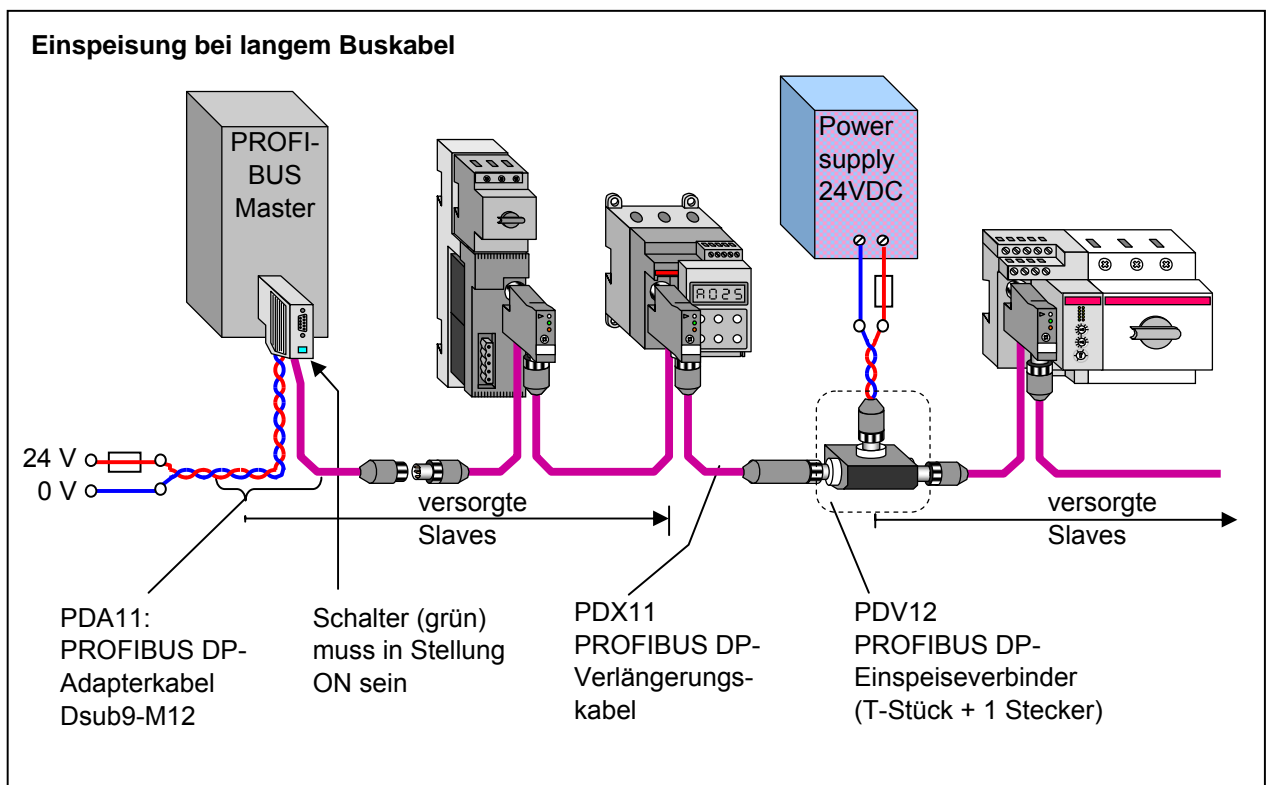 Einspeisung bei langem Buskabel
PROFI-
BUS
Master
Power
supply
24VDC
A025
24 V
0 V
versorgte
Slaves
versorgte
Slaves
PDA11:
PROFIBUS DP-
Adapterkabel
Dsub9-M12
Schalter (grün)
muss in Stellung
ON sein
PDX11
PROFIBUS DP-
Verlängerungs-
kabel
PDV12
PROFIBUS DP-
Einspeiseverbinder
(T-Stück + 1 Stecker)